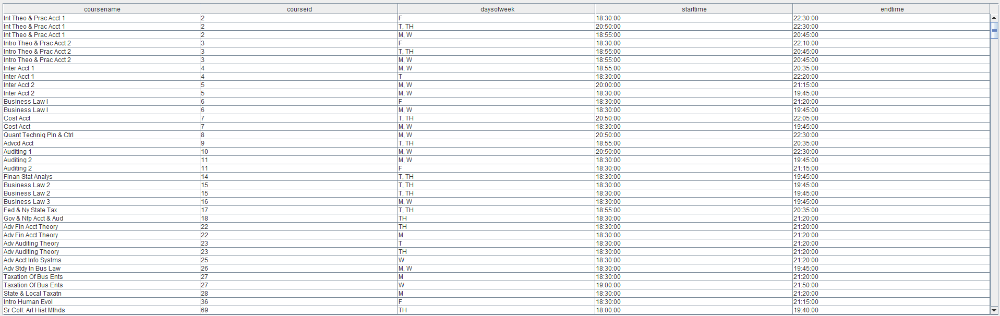 coursename courseid daysofweek starttime endtime
Int Theo & Prac Acct 1 2 F 18:30:00 22:30:00
Int Theo & Prac Acct 1 2 T, TH 20:50:00 22:30:00
Int Theo & Prac Acct 1 2 M, W 18:55:00 20:45:00
Intro Theo & Prac Acct 2 3 F 18:30:00 22:10:00
Intro Theo & Prac Acct 2 3 T, TH 18:55:00 20:45:00
Intro Theo & Prac Acct 2 3 M, W 18:55:00 20:45:00
Inter Acct 1 4 M, W 18:55:00 20:35:00
Inter Acct 1 4 T 18:30:00 22:20:00
Inter Acct 2 5 M, W 20:00:00 21:15:00
Inter Acct 2 5 M, W 18:30:00 19:45:00
Business Law I 6 F 18:30:00 21:20:00
Business Law I 6 M, W 18:30:00 19:45:00
Cost Acct 7 T, TH 20:50:00 22:05:00
Cost Acct 7 M, W 18:30:00 19:45:00
Quant Techniq Pln & Ctrl 8 M, W 20:50:00 22:30:00
Advcd Acct 9 T, TH 18:55:00 20:35:00
Auditing 1 10 M, W 20:50:00 22:30:00
Auditing 2 11 M, W 18:30:00 19:45:00
Auditing 2 11 F 18:30:00 21:15:00
Finan Stat Analys 14 T, TH 18:30:00 19:45:00
Business Law 2 15 T, TH 18:30:00 19:45:00
Business Law 2 15 T, TH 18:30:00 19:45:00
Business Law 3 16 M, W 18:30:00 19:45:00
Fed & Ny State Tax 17 T, TH 18:55:00 20:35:00
Gov & Nfp Acct & Aud 18 TH 18:30:00 21:20:00
Adv Fin Acct Theory 22 TH 18:30:00 21:20:00
Adv Fin Acct Theory 22 M 18:30:00 21:20:00
Adv Auditing Theory 23 T 18:30:00 21:20:00
Adv Auditing Theory 23 TH 18:30:00 21:20:00
Adv Acct Info Systms 25 W 18:30:00 21:20:00
Adv Stdy In Bus Law 26 M, W 18:30:00 19:45:00
Taxation Of Bus Ents 27 M 18:30:00 21:20:00
Taxation Of Bus Ents 27 W 19:00:00 21:50:00
State & Local Taxatn 28 M 18:30:00 21:20:00
Intro Human Evol 36 F 18:30:00 21:15:00
Sr Coll: Art Hist Mthds 69 TH 18:00:00 19:40:00